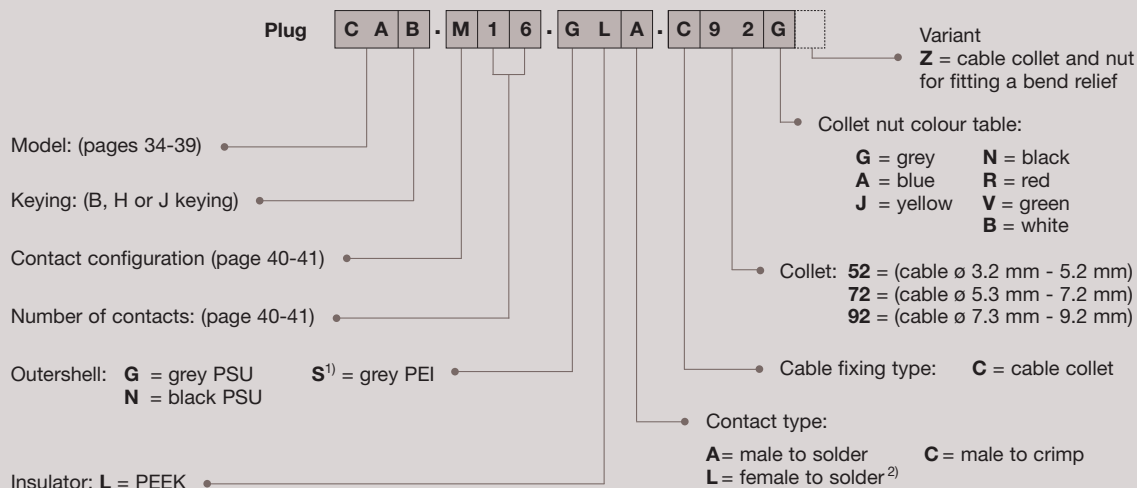 Plug CAB.M16.GLA.C92G
Variant
Z = cable collet and nut
for fitting a bend relief
Model: (pages 34-39)
Collet nut colour table:
G = grey N = black
A = blue R = red
J = yellow V = green
B = white
Keying: (B, H or J keying)
Contact configuration (page 40-41)
Collet: 52 = (cable ø 3.2 mm - 5.2 mm)
72 = (cable ø 5.3 mm - 7.2 mm)
92 = (cable ø 7.3 mm - 9.2 mm)
Number of contacts: (page 40-41)
Outershell: G = grey PSU S1) = grey PEI
N = black PSU
Cable fixing type: C = cable collet
Contact type:
A= male to solder C = male to crimp
L = female to solder 2)
Insulator: L = PEEK